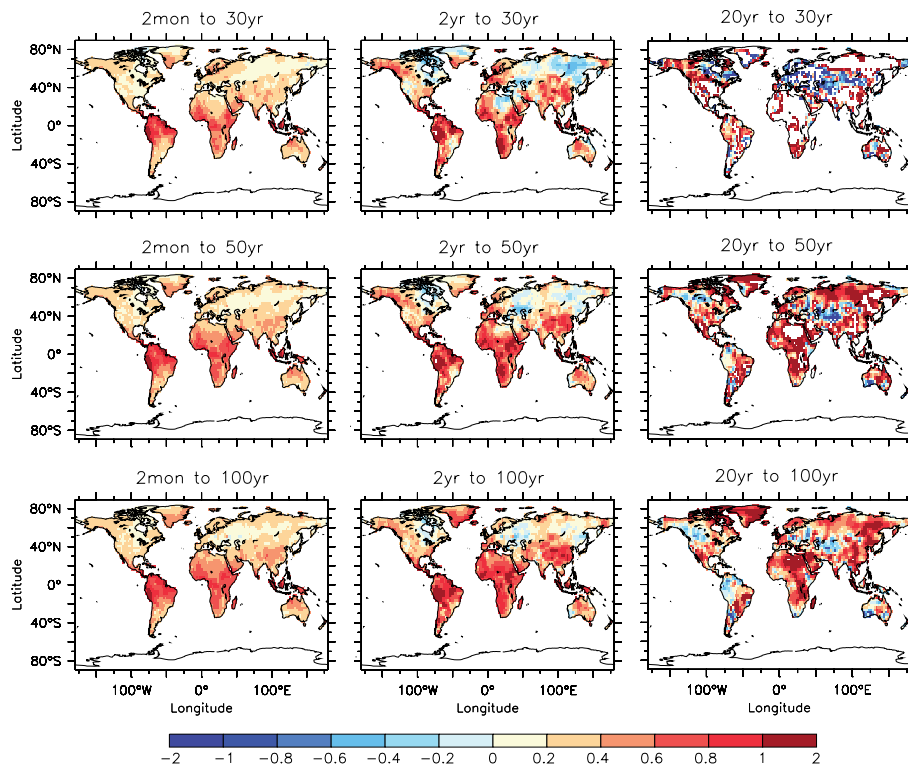 2mon to 30yr
2yr to 30yr
20yr to 30yr
Latitude
80°N
40°N
0°
40°S
80°S
2mon to 50yr
2yr to 50yr
20yr to 50yr
Latitude
80°N
40°N
0°
40°S
80°S
2mon to 100yr
2yr to 100yr
20yr to 100yr
Latitude
80°N
40°N
0°
40°S
80°S
100°W 0° 100°E
100°W 0° 100°E
100°W 0° 100°E
Longitude
Longitude
Longitude
−2 −1 −0.8 −0.6 −0.4 −0.2 0 0.2 0.4 0.6 0.8 1 2